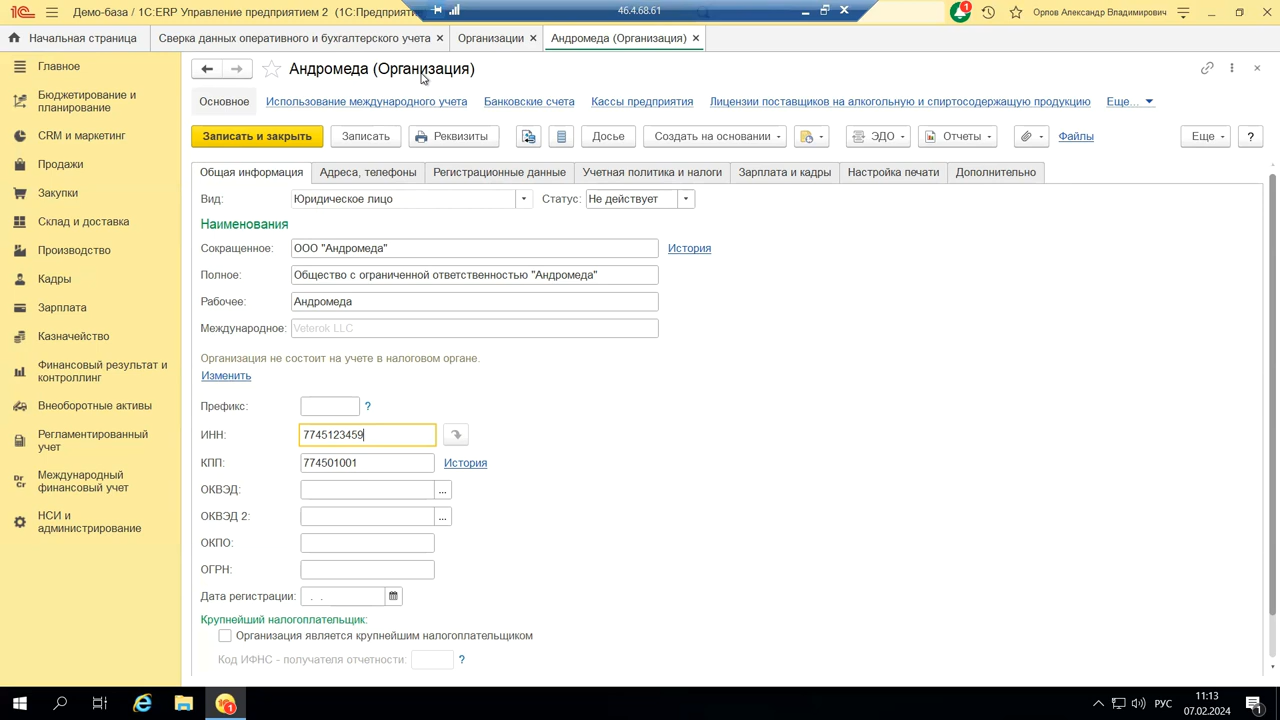 Демо-база / 1С:ERP Управление предприятием 2 (1С:Предприяти
46.4.68.61
1
Орлов Александр Владимирович
Начальная страница
Сверка данных оперативного и бухгалтерского учета ×
Организации ×
Андромеда (Организация) ×
Главное
Бюджетирование и
планирование
CRM и маркетинг
Продажи
Закупки
Склад и доставка
Производство
Кадры
Зарплата
Казначейство
Финансовый результат и
контроллинг
Внеоборотные активы
Регламентированный
учет
Dr
Cr
Международный
финансовый учет
НСИ и
администрирование
Андромеда (Организация)
Основное Использование международного учета Банковские счета Кассы предприятия Лицензии поставщиков на алкогольную и спиртосодержащую продукцию Еще...
Записать и закрыть Записать Реквизиты Досье Создать на основании ЭДО Отчеты Файлы Еще ?
Общая информация Адреса, телефоны Регистрационные данные Учетная политика и налоги Зарплата и кадры Настройка печати Дополнительно
Вид: Юридическое лицо Статус: Не действует
Наименования
Сокращенное: ООО "Андромеда" История
Полное: Общество с ограниченной ответственностью "Андромеда"
Рабочее: Андромеда
Международное: Veterok LLC
Организация не состоит на учете в налоговом органе.
Изменить
Префикс: ?
ИНН: 7745123459
КПП: 774501001 История
ОКВЭД: ...
ОКВЭД 2: ...
ОКПО:
ОГРН:
Дата регистрации: . .
Крупнейший налогоплательщик:
Организация является крупнейшим налогоплательщиком
Код ИФНС - получателя отчетности: ?
РУС
11:13
07.02.2024
1